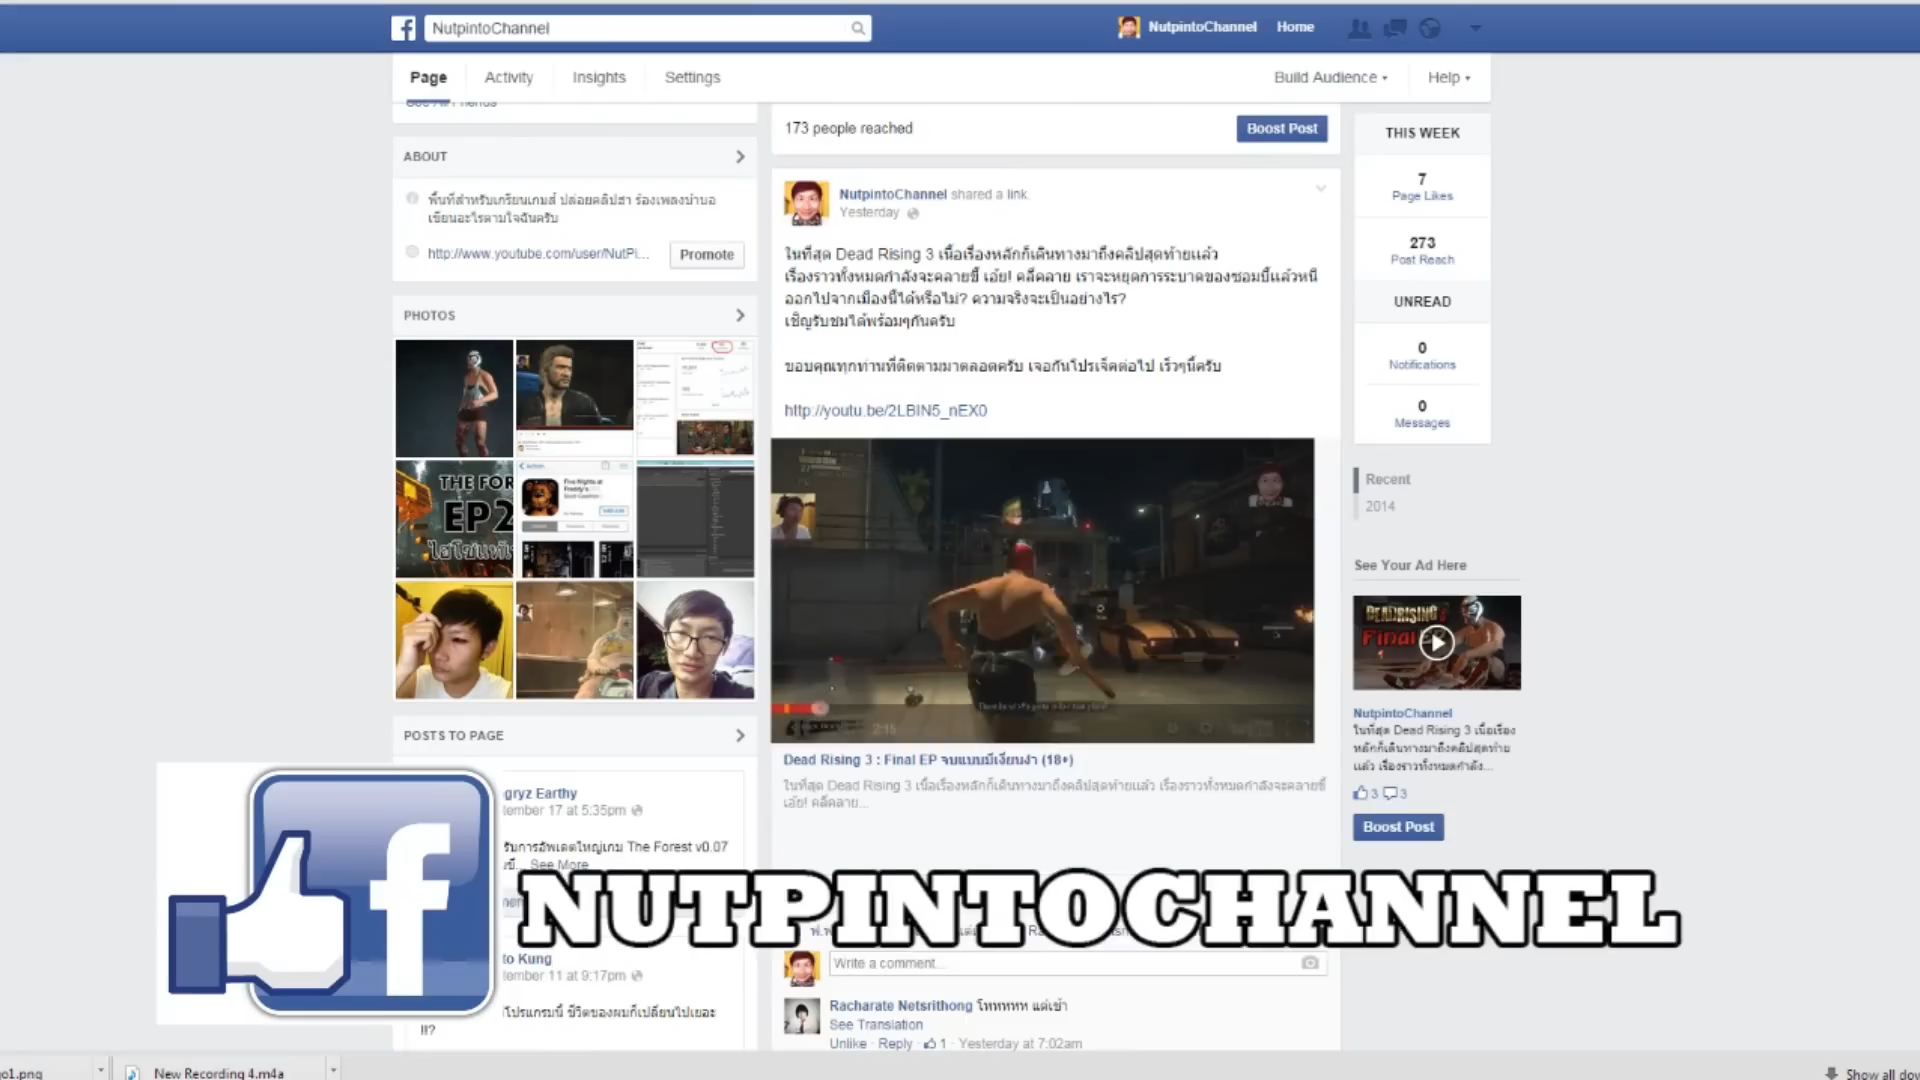 NutpintoChannel
NutpintoChannel Home
Page Activity Insights Settings
Build Audience Help
173 people reached
Boost Post
ABOUT
พื้นที่สำหรับเกรียนเกมส์ ปล่อยคลิปฮา ร้องเพลงบ้าบอ
เขียนอะไรตามใจฉันครับ
http://www.youtube.com/user/NutPi...
Promote
PHOTOS
THE FOR
EP2
Five Nights at
Freddy's
POSTS TO PAGE
gryz Earthy
tember 17 at 5:35pm
รับการอัพเดตใหญ่เกม The Forest v0.07
See More
to Kung
tember 11 at 9:17pm
โปรแกรมนี้ ชีวิตของผมก็เปลี่ยนไปเยอะ
!!?
NutpintoChannel shared a link.
Yesterday
ในที่สุด Dead Rising 3 เนื้อเรื่องหลักก็เดินทางมาถึงคลิปสุดท้ายแล้ว
เรื่องราวทั้งหมดกำลังจะคลายขี้ เอ้ย! คลี่คลาย เราจะหยุดการระบาดของซอมบี้แล้วหนี
ออกไปจากเมืองนี้ได้หรือไม่? ความจริงจะเป็นอย่างไร?
เชิญรับชมได้พร้อมๆกันครับ
ขอบคุณทุกท่านที่ติดตามมาตลอดครับ เจอกันโปรเจ็คต่อไป เร็วๆนี้ครับ
http://youtu.be/2LBIN5_nEX0
2:15
Dead Rising 3 : Final EP จบแบบมีเงี่ยนงำ (18+)
ในที่สุด Dead Rising 3 เนื้อเรื่องหลักก็เดินทางมาถึงคลิปสุดท้ายแล้ว เรื่องราวทั้งหมดกำลังจะคลายขี้
เอ้ย! คลี่คลาย...
NUTPINTOCHANNEL
Write a comment...
Racharate Netsrithong โหหหหห แต่เช้า
See Translation
Unlike · Reply · 1 · Yesterday at 7:02am
THIS WEEK
7
Page Likes
273
Post Reach
UNREAD
0
Notifications
0
Messages
Recent
2014
See Your Ad Here
DEADRISING 3
Final EP
NutpintoChannel
ในที่สุด Dead Rising 3 เนื้อเรื่อง
หลักก็เดินทางมาถึงคลิปสุดท้าย
แล้ว เรื่องราวทั้งหมดกำลัง...
3 3
Boost Post
go1.png
New Recording 4.m4a
Show all dow